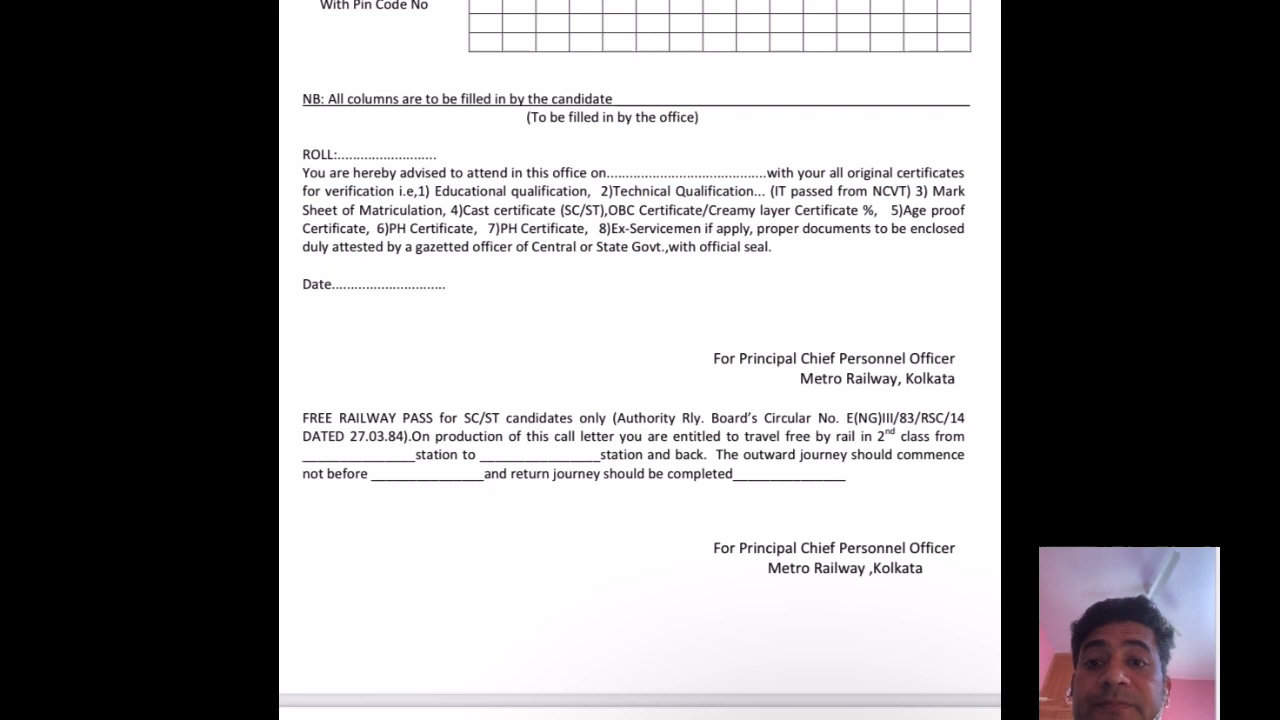 With Pin Code No
NB: All columns are to be filled in by the candidate
(To be filled in by the office)
ROLL:..........................
You are hereby advised to attend in this office on.........................................with your all original certificates
for verification i.e,1) Educational qualification, 2)Technical Qualification... (IT passed from NCVT) 3) Mark
Sheet of Matriculation, 4)Cast certificate (SC/ST),OBC Certificate/Creamy layer Certificate %, 5)Age proof
Certificate, 6)PH Certificate, 7)PH Certificate, 8)Ex-Servicemen if apply, proper documents to be enclosed
duly attested by a gazetted officer of Central or State Govt.,with official seal.
Date.............................
For Principal Chief Personnel Officer
Metro Railway, Kolkata
FREE RAILWAY PASS for SC/ST candidates only (Authority Rly. Board's Circular No. E(NG)III/83/RSC/14
DATED 27.03.84).On production of this call letter you are entitled to travel free by rail in 2nd class from
_______________station to ________________station and back. The outward journey should commence
not before _______________and return journey should be completed_______________
For Principal Chief Personnel Officer
Metro Railway ,Kolkata